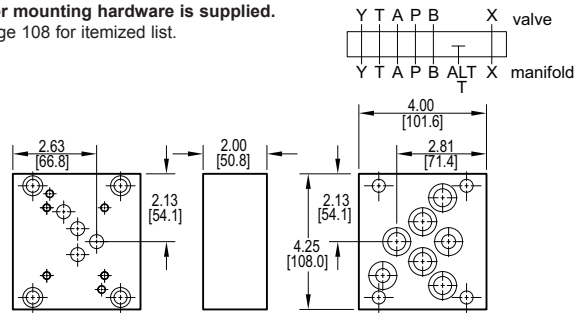 or mounting hardware is supplied.
ge 108 for itemized list.
Y T A P B X valve
Y T A P B ALT X manifold
T
4.00
[101.6]
2.63
[66.8]
2.00
[50.8]
2.81
[71.4]
2.13
[54.1]
2.13
[54.1]
4.25
[108.0]